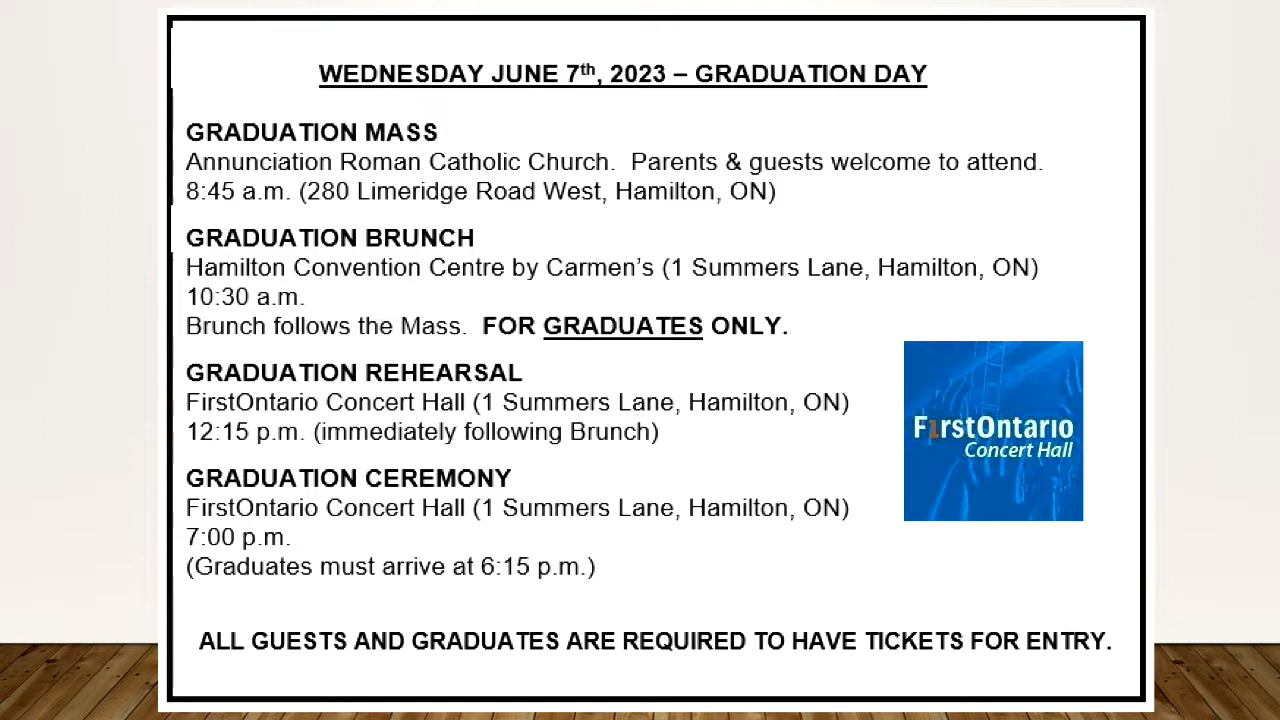 WEDNESDAY JUNE 7th, 2023 – GRADUATION DAY
GRADUATION MASS
Annunciation Roman Catholic Church.  Parents & guests welcome to attend.
8:45 a.m. (280 Limeridge Road West, Hamilton, ON)
GRADUATION BRUNCH
Hamilton Convention Centre by Carmen’s (1 Summers Lane, Hamilton, ON)
10:30 a.m.
Brunch follows the Mass.  FOR GRADUATES ONLY.
GRADUATION REHEARSAL
FirstOntario Concert Hall (1 Summers Lane, Hamilton, ON)
12:15 p.m. (immediately following Brunch)
GRADUATION CEREMONY
FirstOntario Concert Hall (1 Summers Lane, Hamilton, ON)
7:00 p.m.
(Graduates must arrive at 6:15 p.m.)
FirstOntario
Concert Hall
ALL GUESTS AND GRADUATES ARE REQUIRED TO HAVE TICKETS FOR ENTRY.